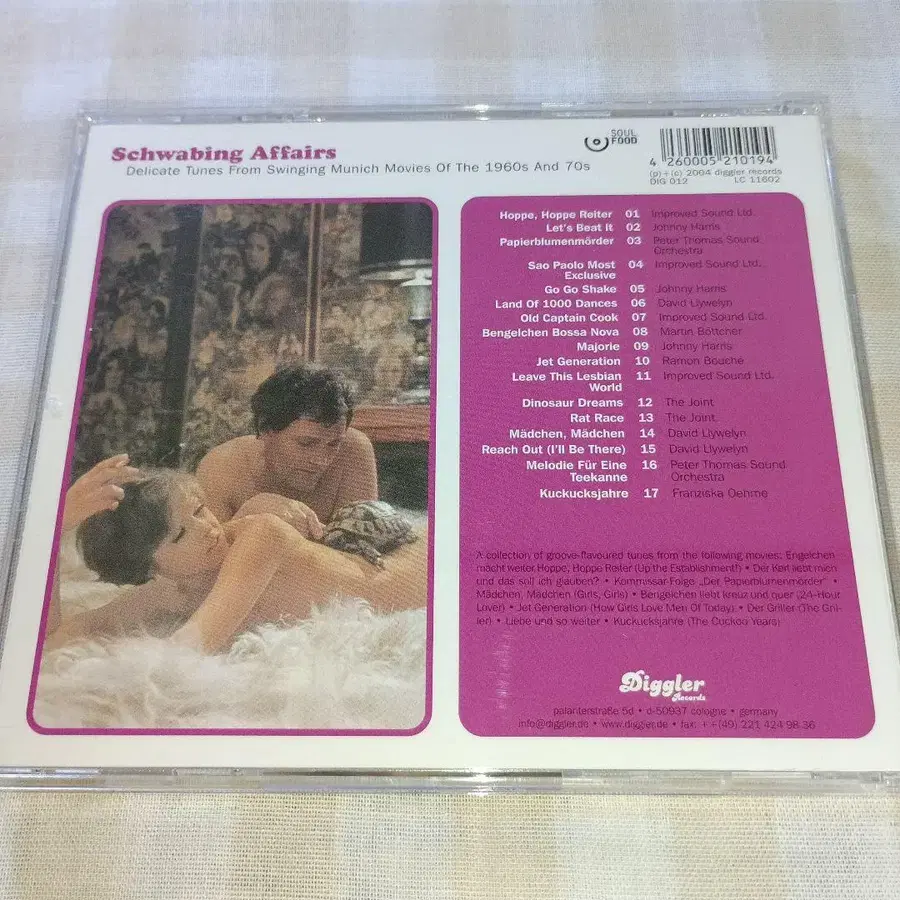 Schwabing Affairs
Delicate Tunes From Swinging Munich Movies Of The 1960s And 70s
SOUL
FOOD
4 260005 210194
(p)+(c) 2004 diggler records
DIG 012 LC 11602
Hoppe, Hoppe Reiter 01 Improved Sound Ltd.
Let's Beat It 02 Johnny Harris
Papierblumenmörder 03 Peter Thomas Sound
Orchestra
Sao Paolo Most 04 Improved Sound Ltd.
Exclusive
Go Go Shake 05 Johnny Harris
Land Of 1000 Dances 06 David Llywelyn
Old Captain Cook 07 Improved Sound Ltd.
Bengelchen Bossa Nova 08 Martin Böttcher
Majorie 09 Johnny Harris
Jet Generation 10 Ramon Bouche
Leave This Lesbian 11 Improved Sound Ltd.
World
Dinosaur Dreams 12 The Joint
Rat Race 13 The Joint
Mädchen, Mädchen 14 David Llywelyn
Reach Out (I'll Be There) 15 David Llywelyn
Melodie Für Eine 16 Peter Thomas Sound
Teekanne Orchestra
Kuckucksjahre 17 Franziska Oehme
A collection of groove-flavoured tunes from the following movies: Engelchen
macht weiter Hoppe, Hoppe Reiter (Up the Establishment) • Der Kerl liebt mich
und das soll ich glauben? • Kommissar-Folge „Der Papierblumenmörder“ •
Mädchen, Mädchen (Girls, Girls) • Bengelchen liebt kreuz und quer (24-Hour
Lover) • Jet Generation (How Girls Love Men Of Today) • Der Griller (The Gril-
ler) • Liebe und so weiter • Kuckucksjahre (The Cuckoo Years)
Diggler
Records
palanterstraße 5d • d-50937 cologne • germany
info@diggler.de • www.diggler.de • fax: ++(49) 221 424 98 36